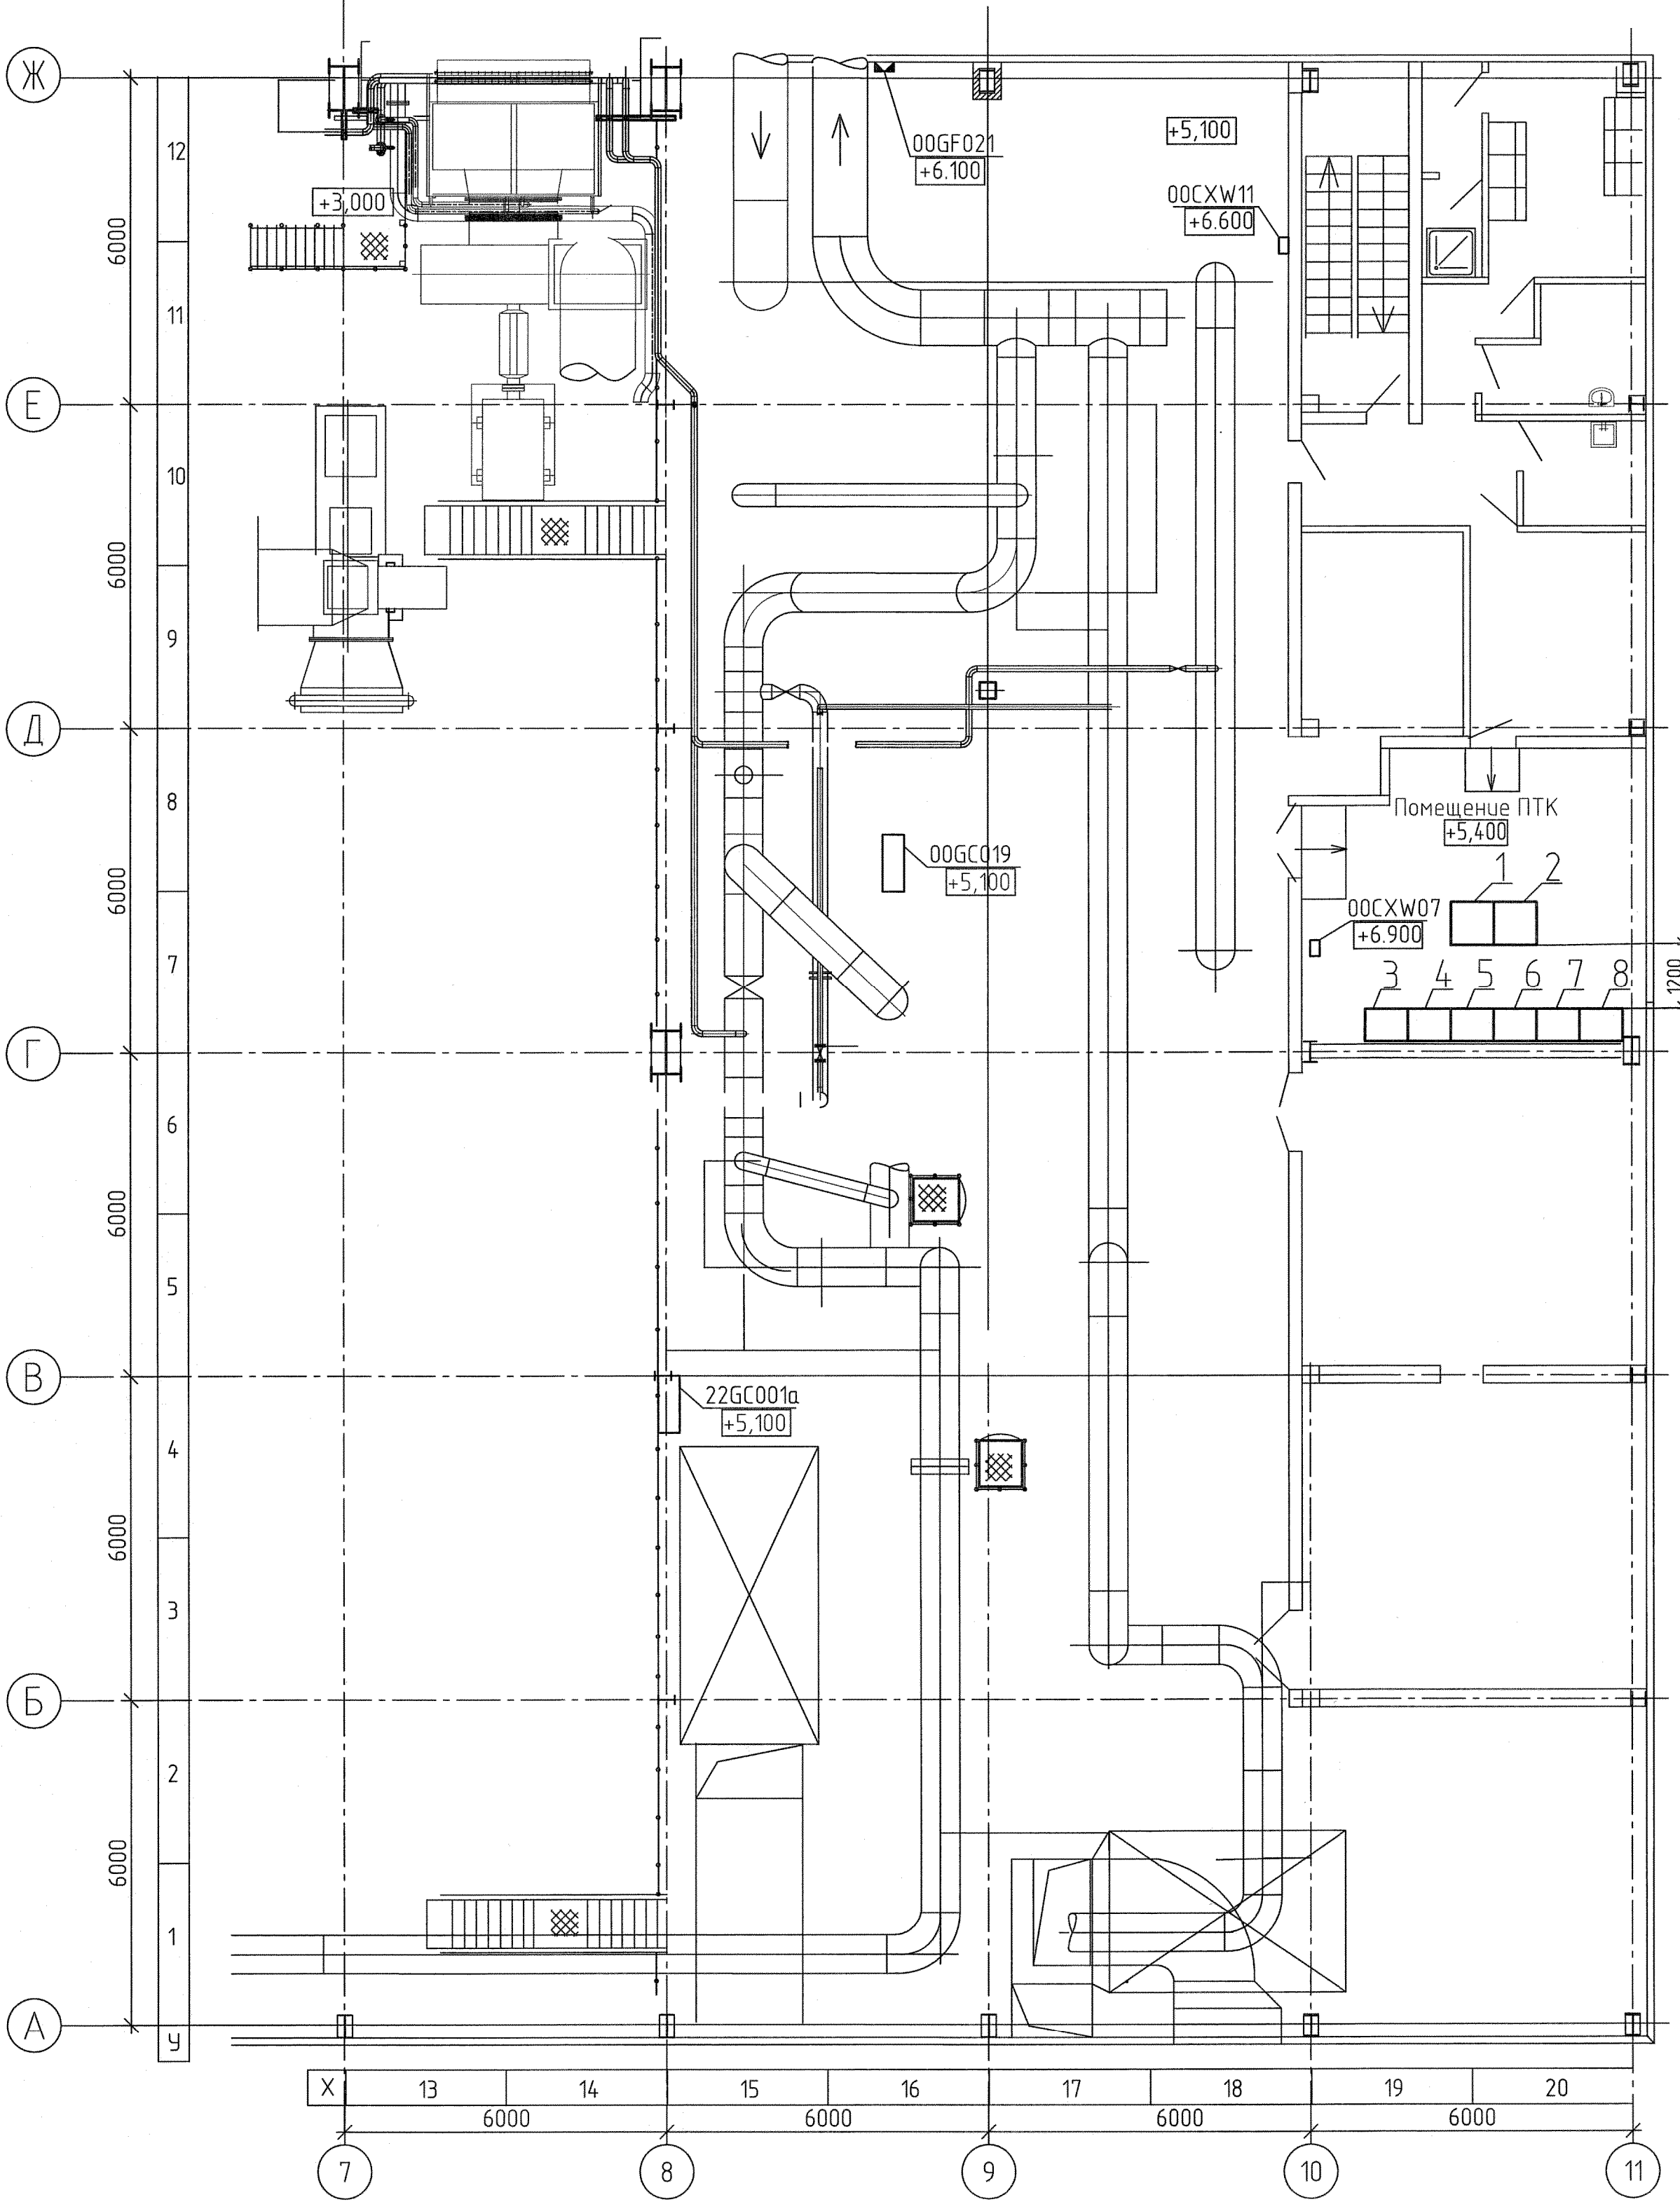 Ж
12
+5,100
00GF021
+6.100
00CXW11
+6.600
+3,000
6000
11
Е
10
6000
9
Д
8
Помещение ПТК
+5,400
00GC019
+5,100
1 2
6000
00CXW07
+6.900
7
3 4 5 6 7 8
1200
Г
6
6000
5
В
22GC001а
+5,100
4
6000
3
Б
2
6000
1
А
У
X 13 14 15 16 17 18 19 20
6000 6000 6000 6000
7 8 9 10 11